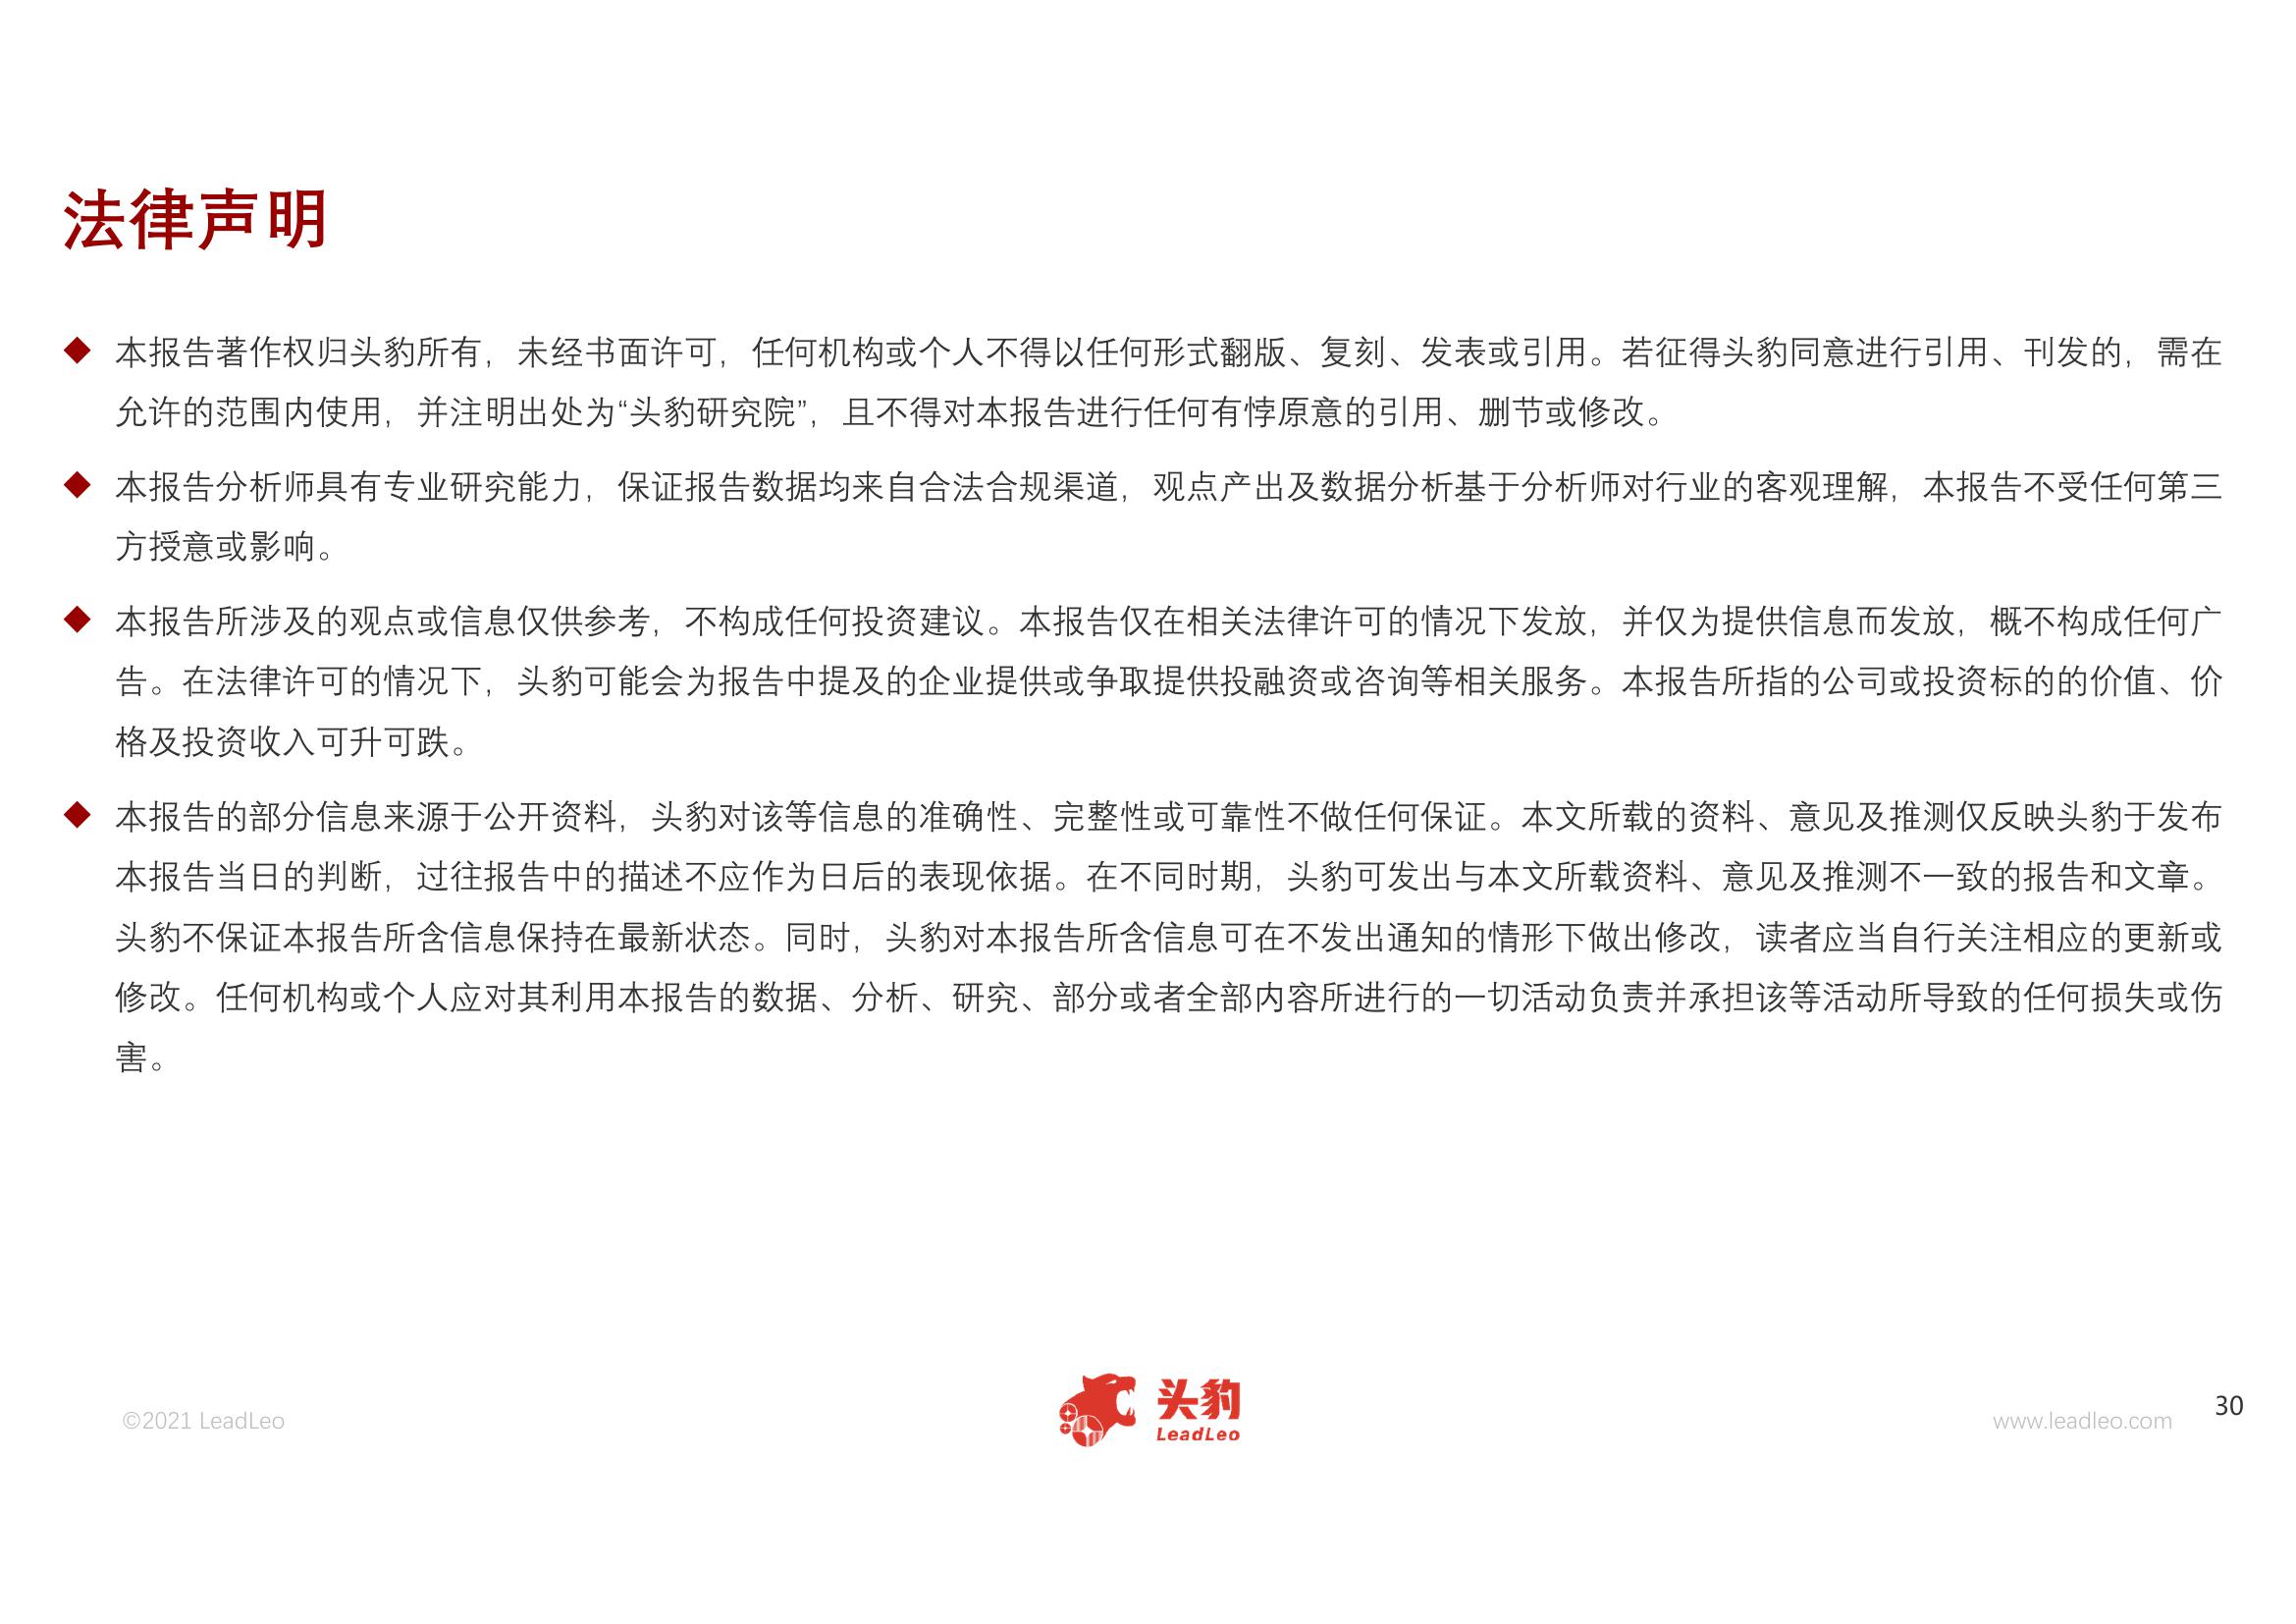 法律声明
◆ 本报告著作权归头豹所有，未经书面许可，任何机构或个人不得以任何形式翻版、复刻、发表或引用。若征得头豹同意进行引用、刊发的，需在
允许的范围内使用，并注明出处为“头豹研究院”，且不得对本报告进行任何有悖原意的引用、删节或修改。
◆ 本报告分析师具有专业研究能力，保证报告数据均来自合法合规渠道，观点产出及数据分析基于分析师对行业的客观理解，本报告不受任何第三
方授意或影响。
◆ 本报告所涉及的观点或信息仅供参考，不构成任何投资建议。本报告仅在相关法律许可的情况下发放，并仅为提供信息而发放，概不构成任何广
告。在法律许可的情况下，头豹可能会为报告中提及的企业提供或争取提供投融资或咨询等相关服务。本报告所指的公司或投资标的的价值、价
格及投资收入可升可跌。
◆ 本报告的部分信息来源于公开资料，头豹对该等信息的准确性、完整性或可靠性不做任何保证。本文所载的资料、意见及推测仅反映头豹于发布
本报告当日的判断，过往报告中的描述不应作为日后的表现依据。在不同时期，头豹可发出与本文所载资料、意见及推测不一致的报告和文章。
头豹不保证本报告所含信息保持在最新状态。同时，头豹对本报告所含信息可在不发出通知的情形下做出修改，读者应当自行关注相应的更新或
修改。任何机构或个人应对其利用本报告的数据、分析、研究、部分或者全部内容所进行的一切活动负责并承担该等活动所导致的任何损失或伤
害。
©2021 LeadLeo
头豹
LeadLeo
www.leadleo.com
30